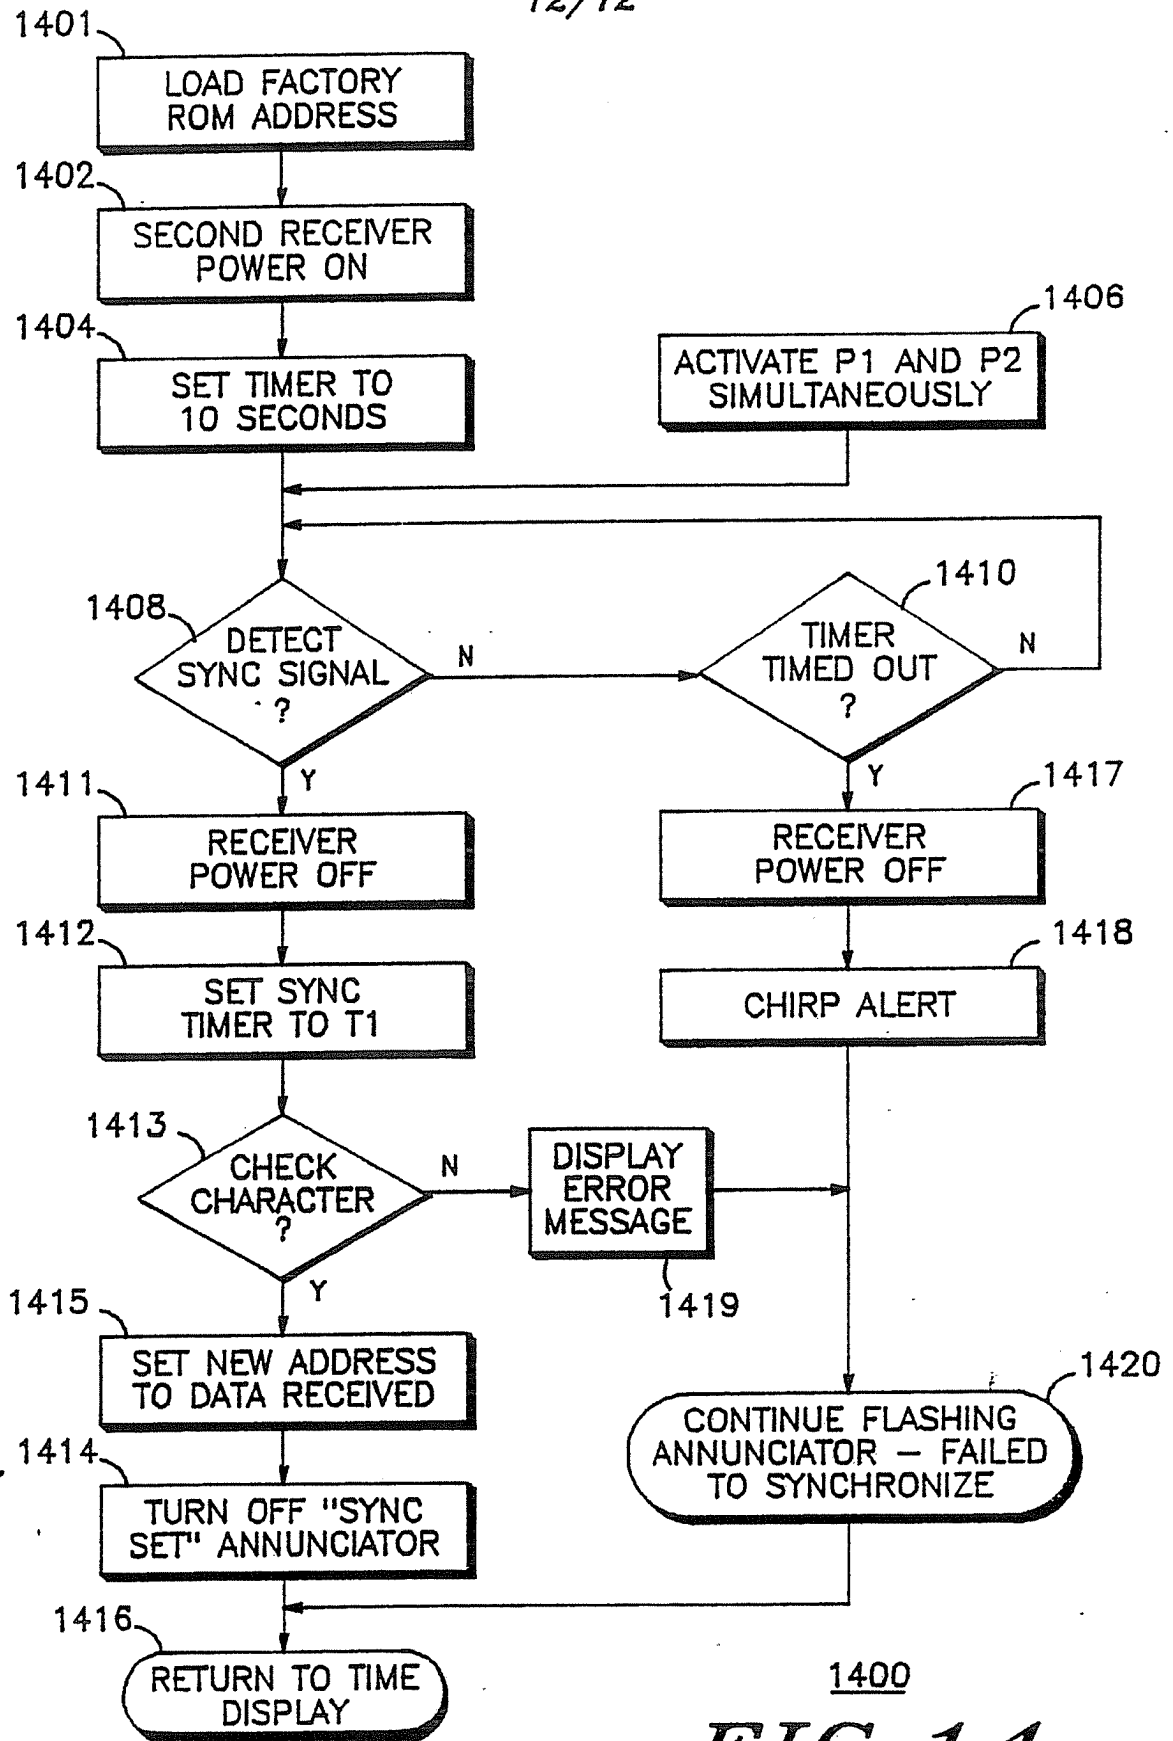 12/12
1401
LOAD FACTORY
ROM ADDRESS
1402
SECOND RECEIVER
POWER ON
1404
SET TIMER TO
10 SECONDS
1406
ACTIVATE P1 AND P2
SIMULTANEOUSLY
1408
DETECT
SYNC SIGNAL
?
N
Y
1410
TIMER
TIMED OUT
?
N
Y
1411
RECEIVER
POWER OFF
1417
RECEIVER
POWER OFF
1412
SET SYNC
TIMER TO T1
1418
CHIRP ALERT
1413
CHECK
CHARACTER
?
N
Y
DISPLAY
ERROR
MESSAGE
1419
1415
SET NEW ADDRESS
TO DATA RECEIVED
1420
CONTINUE FLASHING
ANNUNCIATOR – FAILED
TO SYNCHRONIZE
1414
TURN OFF "SYNC
SET" ANNUNCIATOR
1416
RETURN TO TIME
DISPLAY
1400
FIG. 14